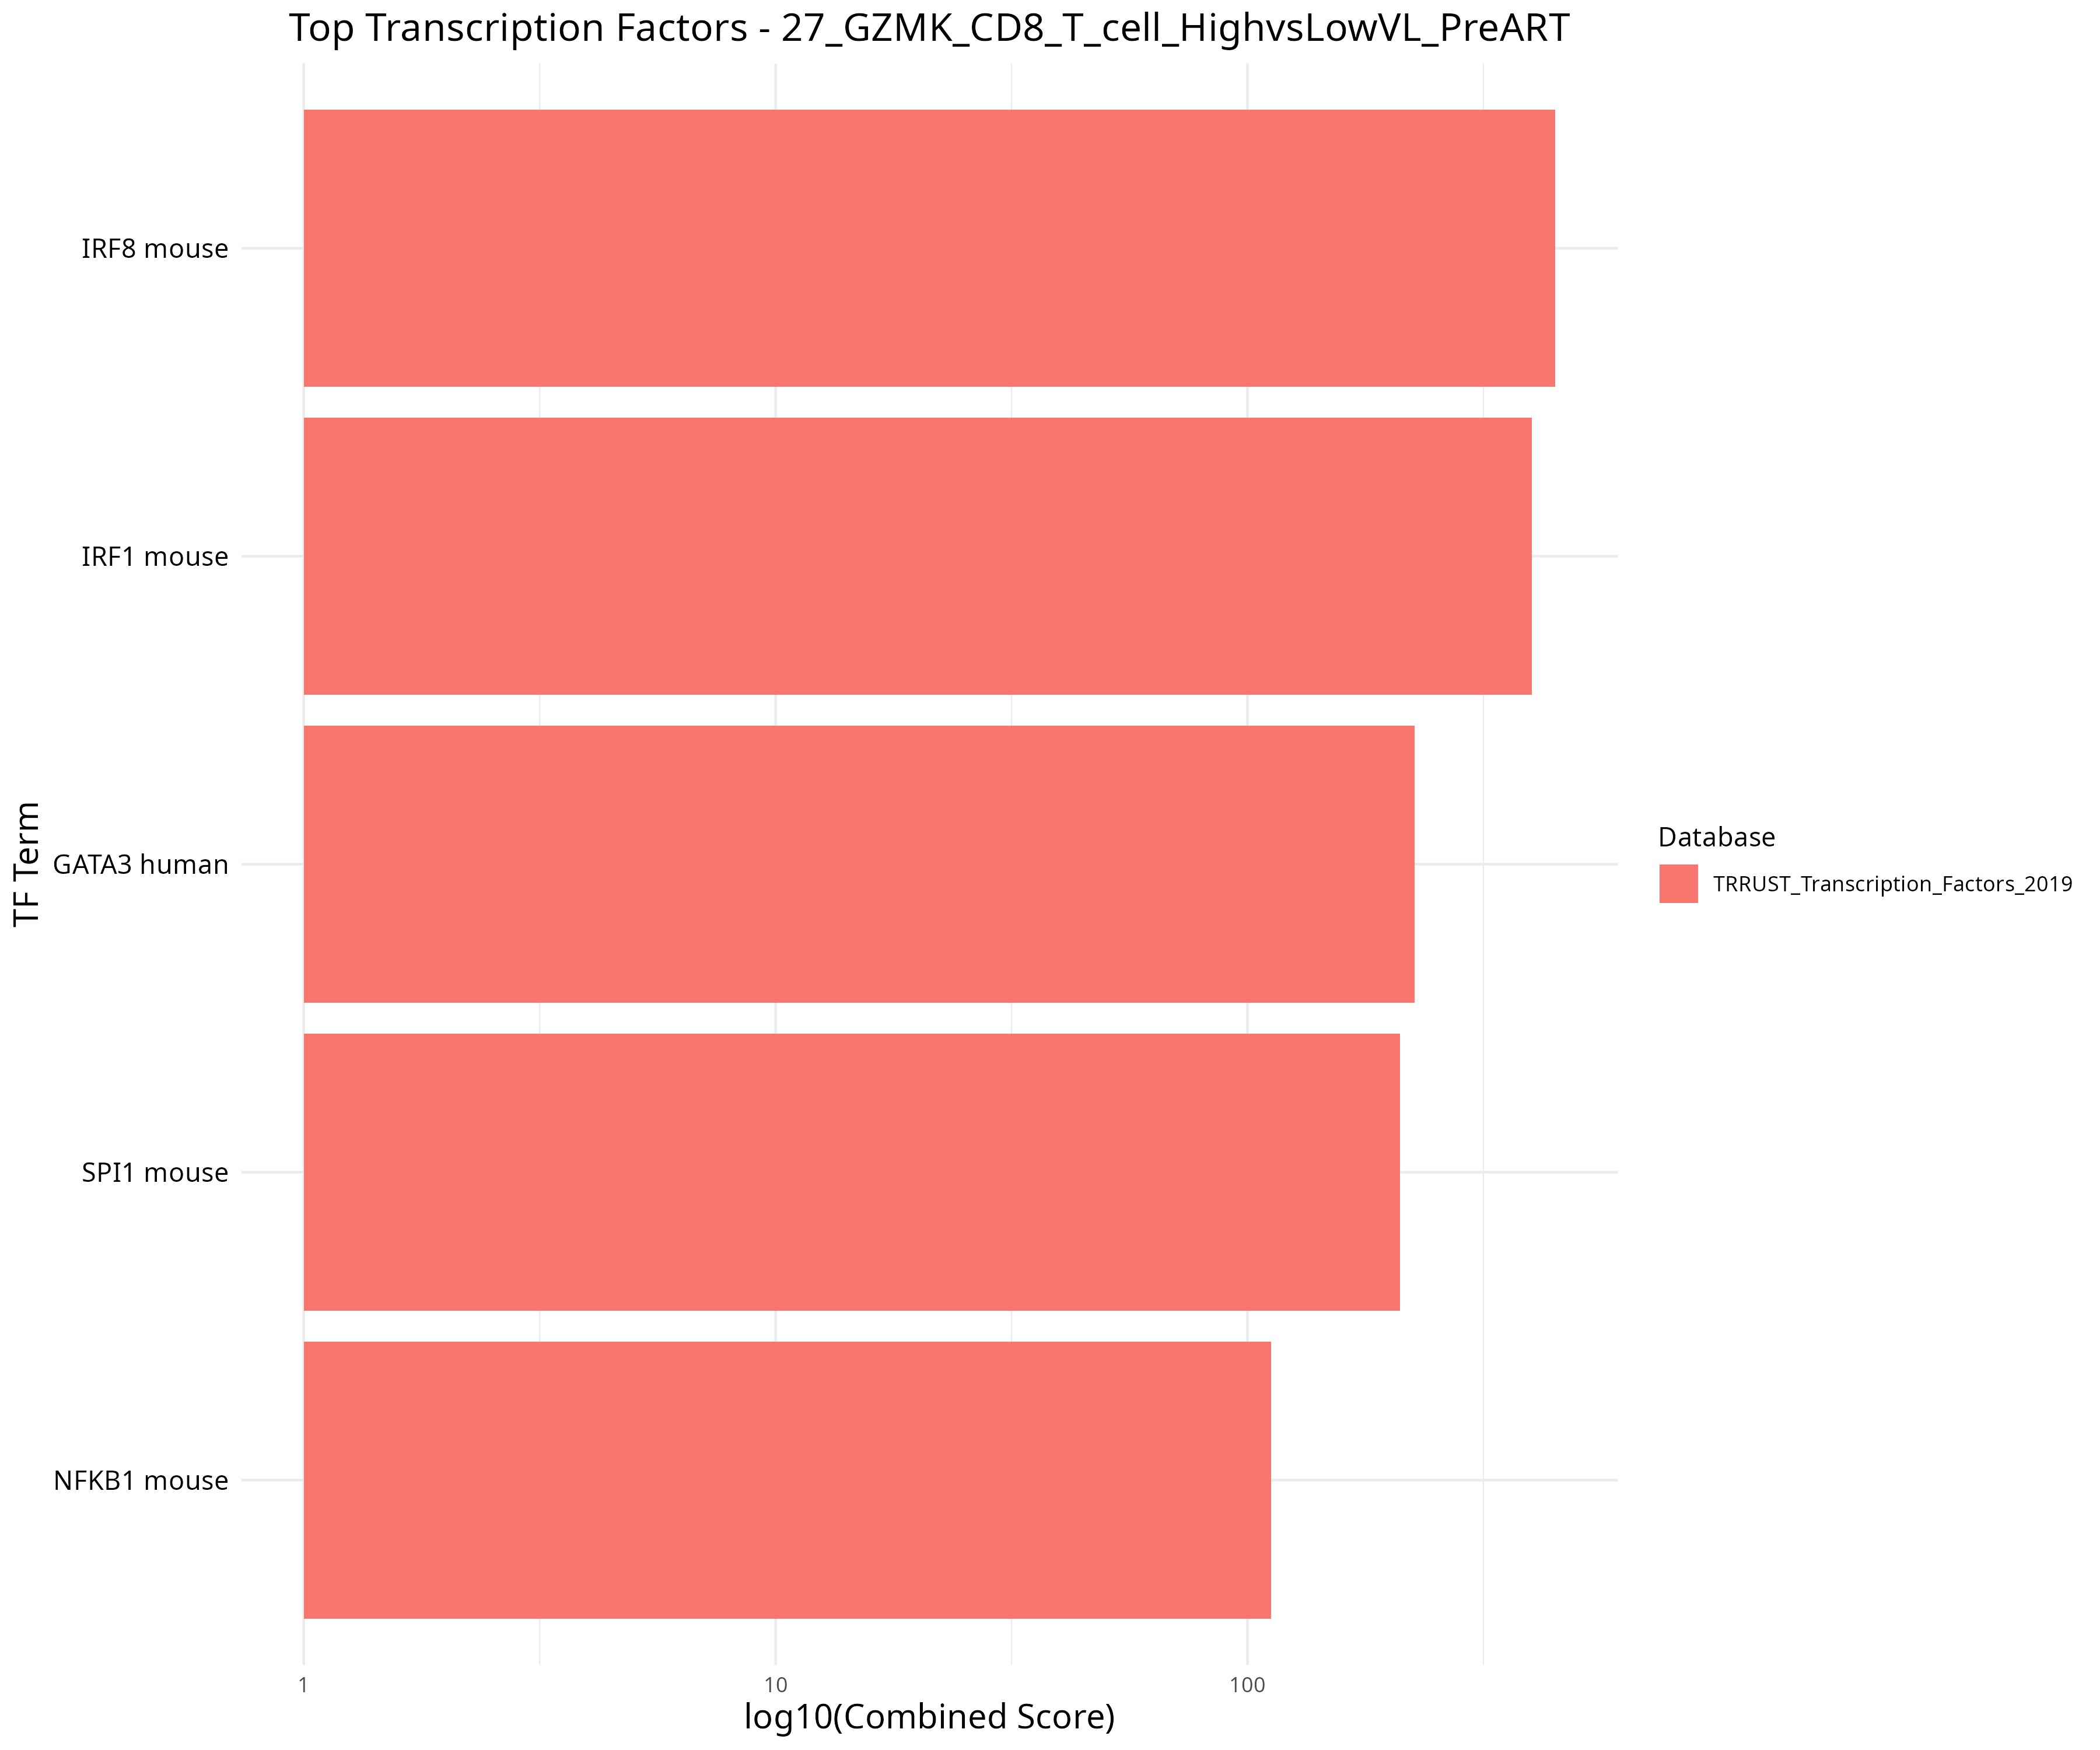 Top Transcription Factors - 27_GZMK_CD8_T_cell_HighvsLowVL_PreART
TF Term
IRF8 mouse
IRF1 mouse
GATA3 human
SPI1 mouse
NFKB1 mouse
1 10 100
log10(Combined Score)
Database
TRRUST_Transcription_Factors_2019